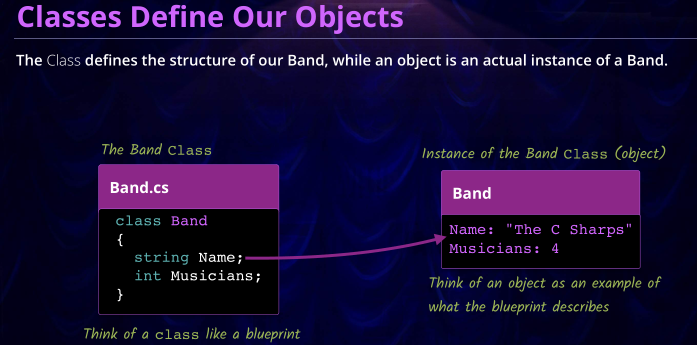 Classes Define Our Objects
The Class defines the structure of our Band, while an object is an actual instance of a Band.
The Band Class
Band.cs
class Band
{
string Name;
int Musicians;
}
Think of a class like a blueprint
Instance of the Band Class (object)
Band
Name: "The C Sharps"
Musicians: 4
Think of an object as an example of
what the blueprint describes